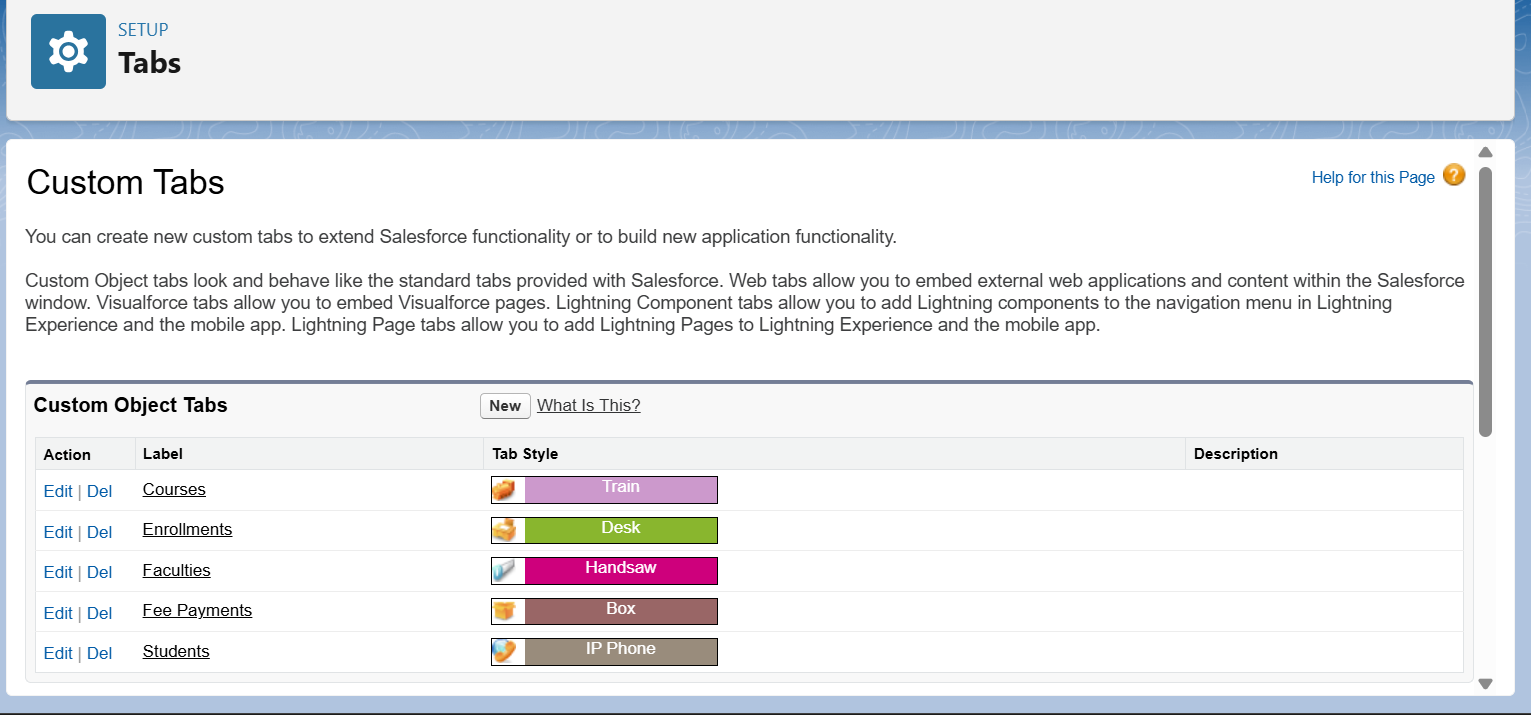 SETUP
Tabs
Custom Tabs
Help for this Page ?
You can create new custom tabs to extend Salesforce functionality or to build new application functionality.
Custom Object tabs look and behave like the standard tabs provided with Salesforce. Web tabs allow you to embed external web applications and content within the Salesforce
window. Visualforce tabs allow you to embed Visualforce pages. Lightning Component tabs allow you to add Lightning components to the navigation menu in Lightning
Experience and the mobile app. Lightning Page tabs allow you to add Lightning Pages to Lightning Experience and the mobile app.
Custom Object Tabs New What Is This?
Action Label Tab Style Description
Edit | Del Courses Train
Edit | Del Enrollments Desk
Edit | Del Faculties Handsaw
Edit | Del Fee Payments Box
Edit | Del Students IP Phone